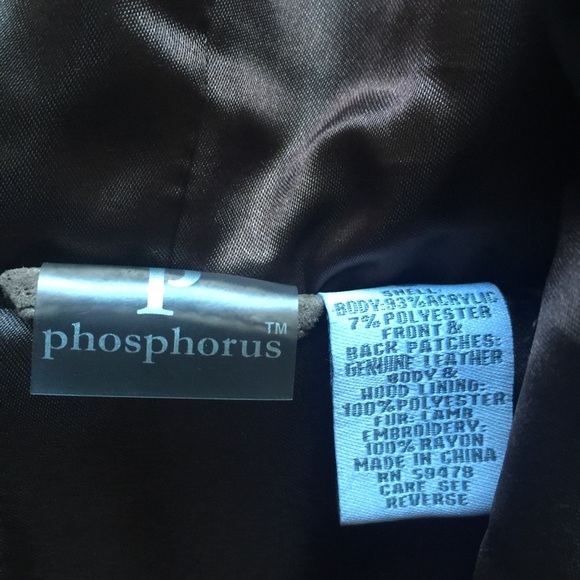 P
phosphorus™
SHELL:
BODY:93% ACRYLIC
7% POLYESTER
FRONT &
BACK PATCHES:
GENUINE LEATHER
BODY &
HOOD LINING:
100% POLYESTER
FUR: LAMB
EMBROIDERY:
100% RAYON
MADE IN CHINA
RN 59478
CARE SEE
REVERSE